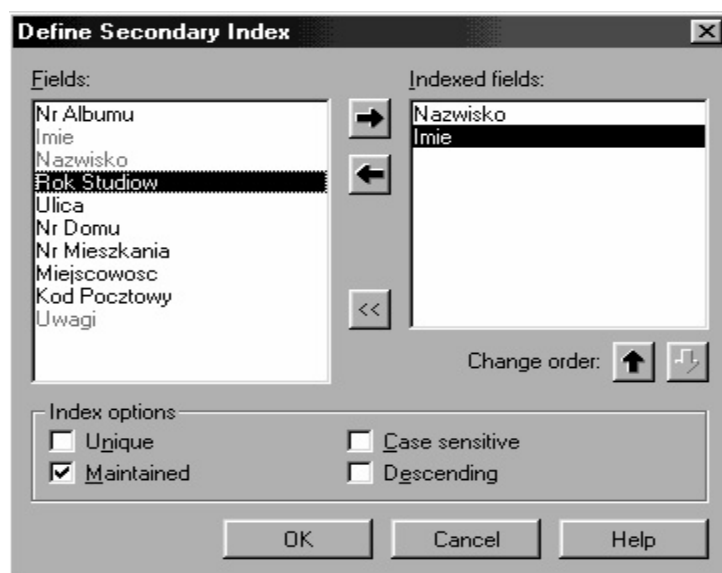 Define Secondary Index
Fields:
Nr Albumu
Imie
Nazwisko
Rok Studiow
Ulica
Nr Domu
Nr Mieszkania
Miejscowosc
Kod Pocztowy
Uwagi
<<
Indexed fields:
Nazwisko
Imie
Change order:
Index options
Unique
Case sensitive
Maintained
Descending
OK
Cancel
Help